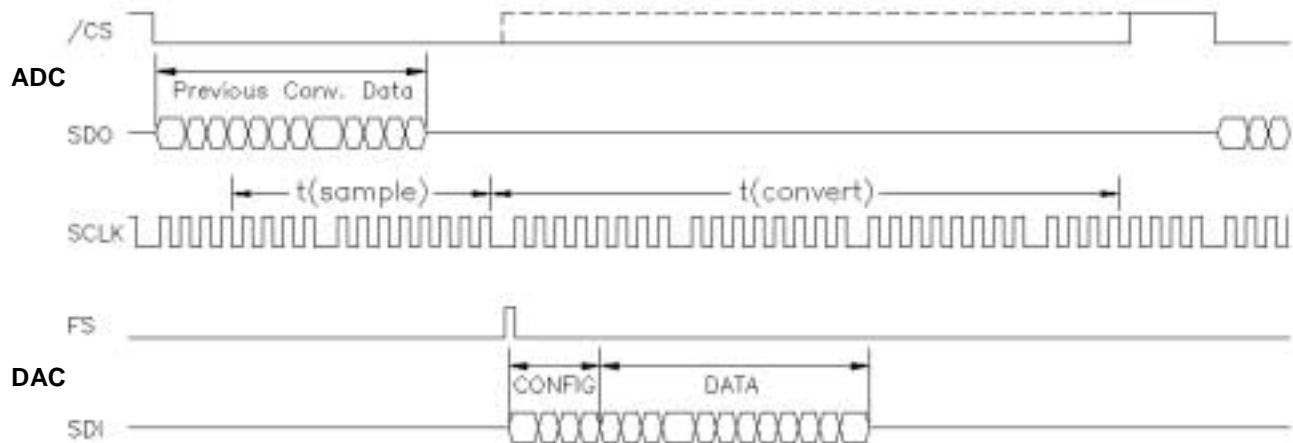 /CS
ADC
Previous Conv. Data
SDO
t(sample) t(convert)
SCLK
FS
DAC
CONFIG DATA
SDI